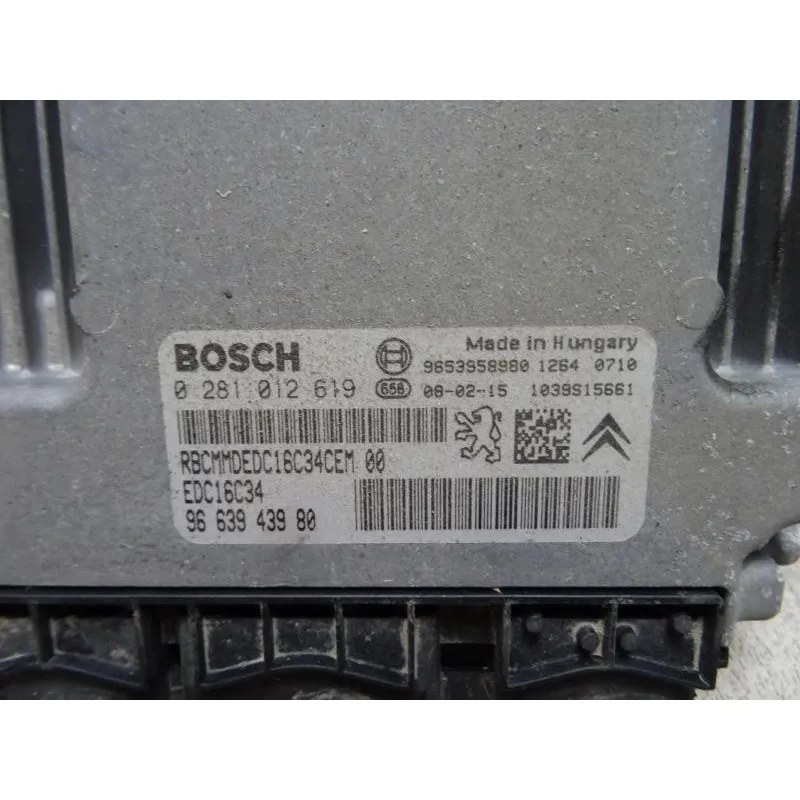 BOSCH
Made in Hungary
9653958980 1264 0710
0 281 012 619
658
08-02-15 1039S15661
RBCMMDEDC16C34CEM 00
EDC16C34
96 639 439 80